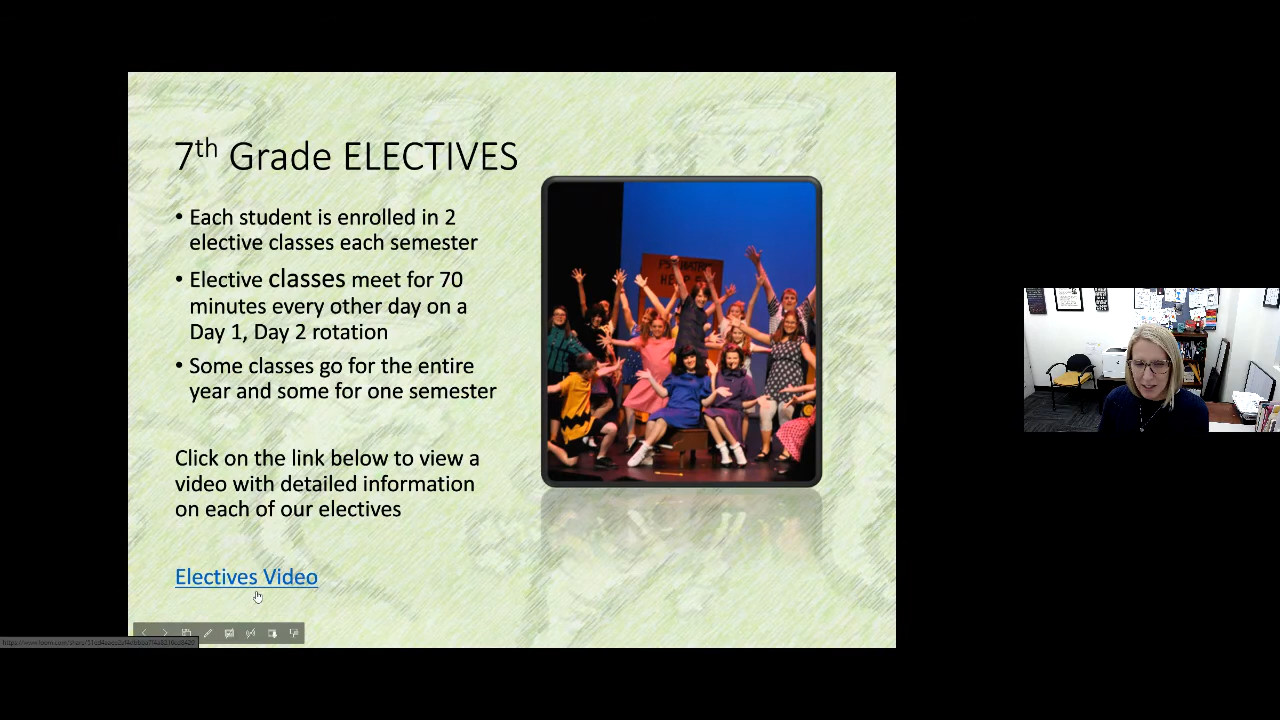 7th Grade ELECTIVES
• Each student is enrolled in 2
elective classes each semester
• Elective classes meet for 70
minutes every other day on a
Day 1, Day 2 rotation
• Some classes go for the entire
year and some for one semester
PSYCHIATRIC
HELP 5
Click on the link below to view a
video with detailed information
on each of our electives
Electives Video